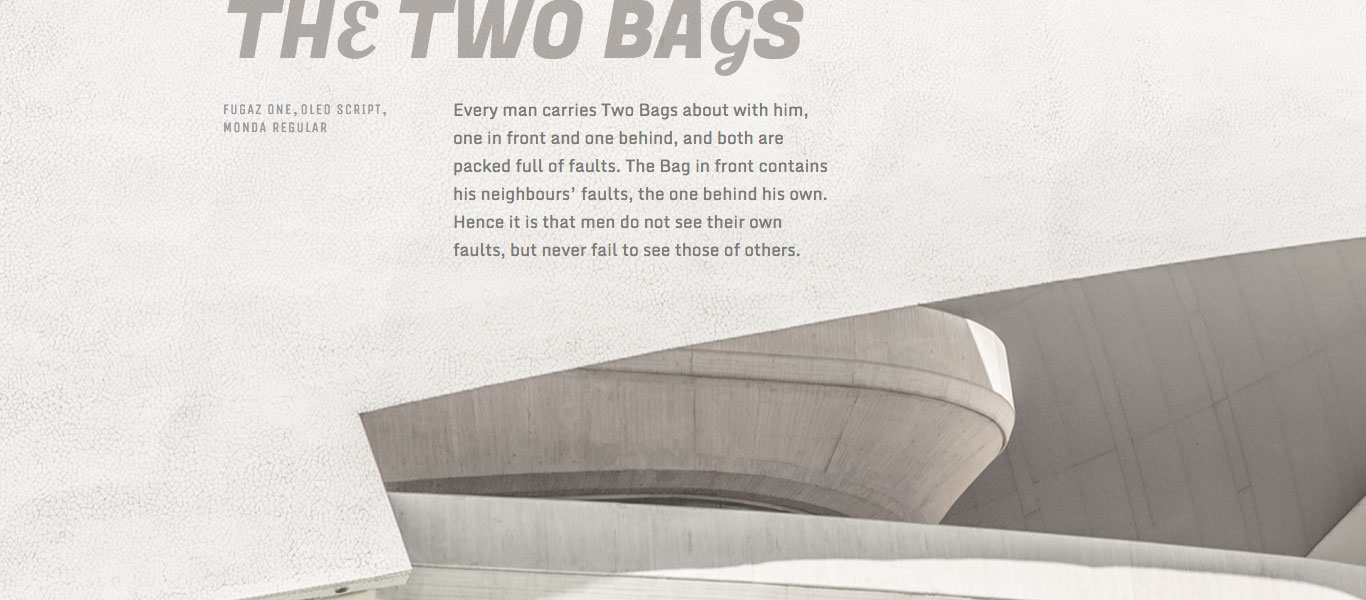 THE TWO BAGS
FUGAZ ONE, OLEO SCRIPT,
MONDA REGULAR
Every man carries Two Bags about with him,
one in front and one behind, and both are
packed full of faults. The Bag in front contains
his neighbours’ faults, the one behind his own.
Hence it is that men do not see their own
faults, but never fail to see those of others.